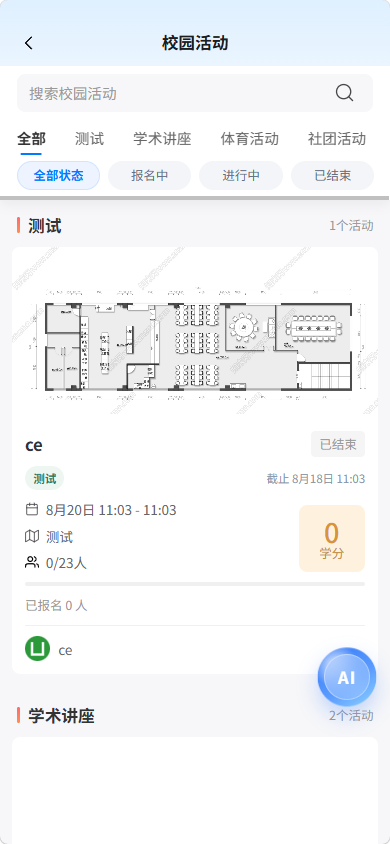 校园活动
搜索校园活动
全部 测试 学术讲座 体育活动 社团活动
全部状态 报名中 进行中 已结束
测试 1个活动
ce 已结束
测试 截止 8月18日 11:03
8月20日 11:03 - 11:03
测试
0/23人
0
学分
已报名 0 人
ce
AI
学术讲座 2个活动